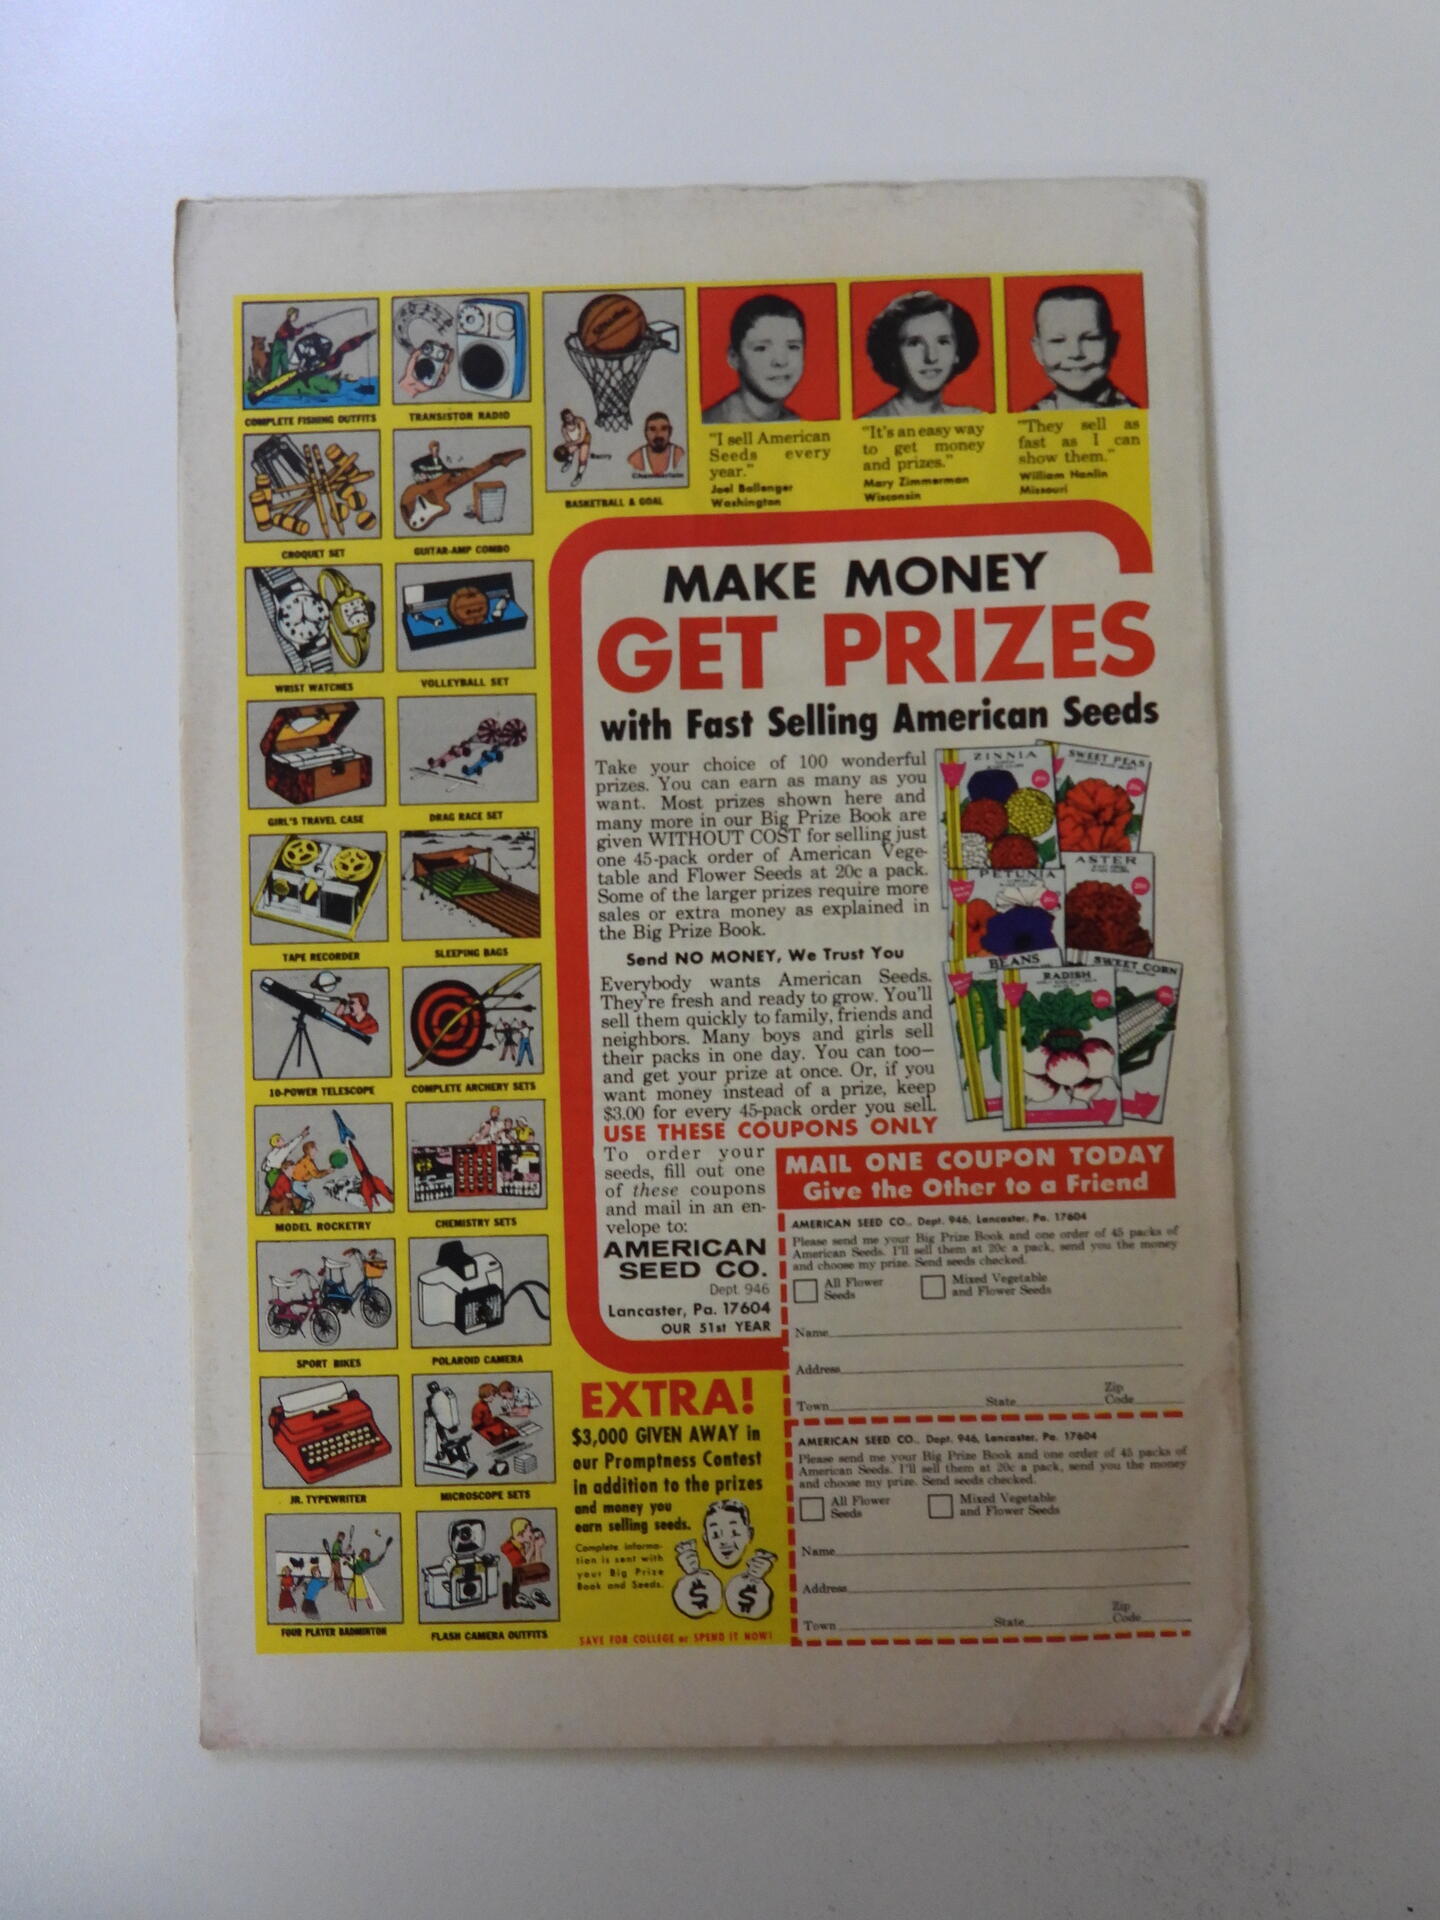 COMPLETE FISHING OUTFITS
TRANSISTOR RADIO
Barry
Chamberlain
BASKETBALL & GOAL
CROQUET SET
GUITAR-AMP COMBO
WRIST WATCHES
VOLLEYBALL SET
GIRL'S TRAVEL CASE
DRAG RACE SET
TAPE RECORDER
SLEEPING BAGS
10-POWER TELESCOPE
COMPLETE ARCHERY SETS
MODEL ROCKETRY
CHEMISTRY SETS
SPORT BIKES
POLAROID CAMERA
JR. TYPEWRITER
MICROSCOPE SETS
FOUR PLAYER BADMINTON
FLASH CAMERA OUTFITS
"I sell American
Seeds every
year."
Joel Ballenger
Washington
"It's an easy way
to get money
and prizes."
Mary Zimmerman
Wisconsin
"They sell as
fast as I can
show them."
William Hanlin
Missouri
MAKE MONEY
GET PRIZES
with Fast Selling American Seeds
Take your choice of 100 wonderful
prizes. You can earn as many as you
want. Most prizes shown here and
many more in our Big Prize Book are
given WITHOUT COST for selling just
one 45-pack order of American Vege-
table and Flower Seeds at 20c a pack.
Some of the larger prizes require more
sales or extra money as explained in
the Big Prize Book.
Send NO MONEY, We Trust You
Everybody wants American Seeds.
They're fresh and ready to grow. You'll
sell them quickly to family, friends and
neighbors. Many boys and girls sell
their packs in one day. You can too—
and get your prize at once. Or, if you
want money instead of a prize, keep
$3.00 for every 45-pack order you sell.
USE THESE COUPONS ONLY
To order your
seeds, fill out one
of these coupons
and mail in an en-
velope to:
AMERICAN
SEED CO.
Dept. 946
Lancaster, Pa. 17604
OUR 51st YEAR
ZINNIA
SWEET PEAS
ASTER
PETUNIA
BEANS
RADISH
SWEET CORN
MAIL ONE COUPON TODAY
Give the Other to a Friend
AMERICAN SEED CO., Dept. 946, Lancaster, Pa. 17604
Please send me your Big Prize Book and one order of 45 packs of
American Seeds. I'll sell them at 20c a pack, send you the money
and choose my prize. Send seeds checked.
All Flower
Seeds
Mixed Vegetable
and Flower Seeds
Name
Address
Town State Zip
Code
AMERICAN SEED CO., Dept. 946, Lancaster, Pa. 17604
Please send me your Big Prize Book and one order of 45 packs of
American Seeds. I'll sell them at 20c a pack, send you the money
and choose my prize. Send seeds checked.
All Flower
Seeds
Mixed Vegetable
and Flower Seeds
Name
Address
Town State Zip
Code
EXTRA!
$3,000 GIVEN AWAY in
our Promptness Contest
in addition to the prizes
and money you
earn selling seeds.
Complete informa-
tion is sent with
your Big Prize
Book and Seeds.
$ $
SAVE FOR COLLEGE or SPEND IT NOW!